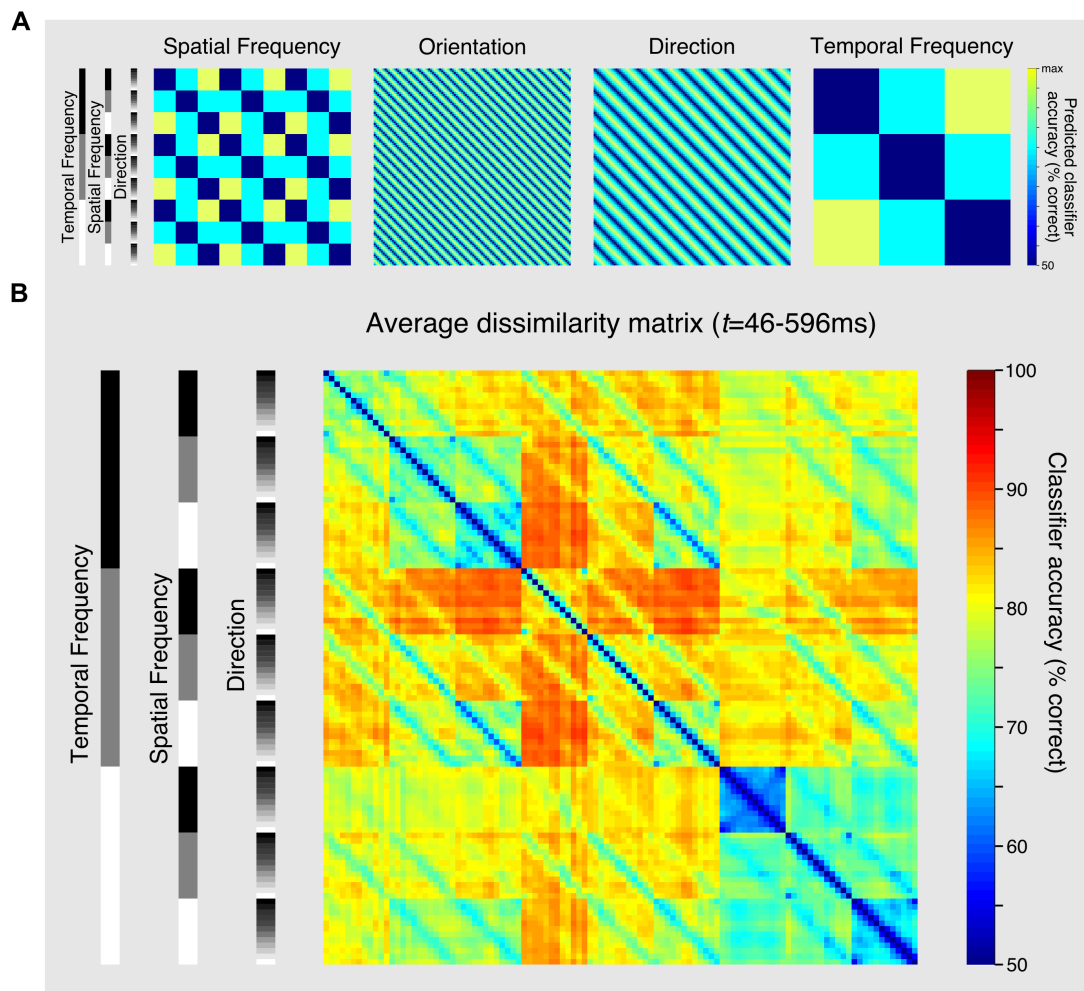 A
Spatial Frequency
Orientation
Direction
Temporal Frequency
Temporal Frequency
Spatial Frequency
Direction
max
50
Predicted classifier
accuracy (% correct)
B
Average dissimilarity matrix (t=46-596ms)
Temporal Frequency
Spatial Frequency
Direction
100
90
80
70
60
50
Classifier accuracy (% correct)